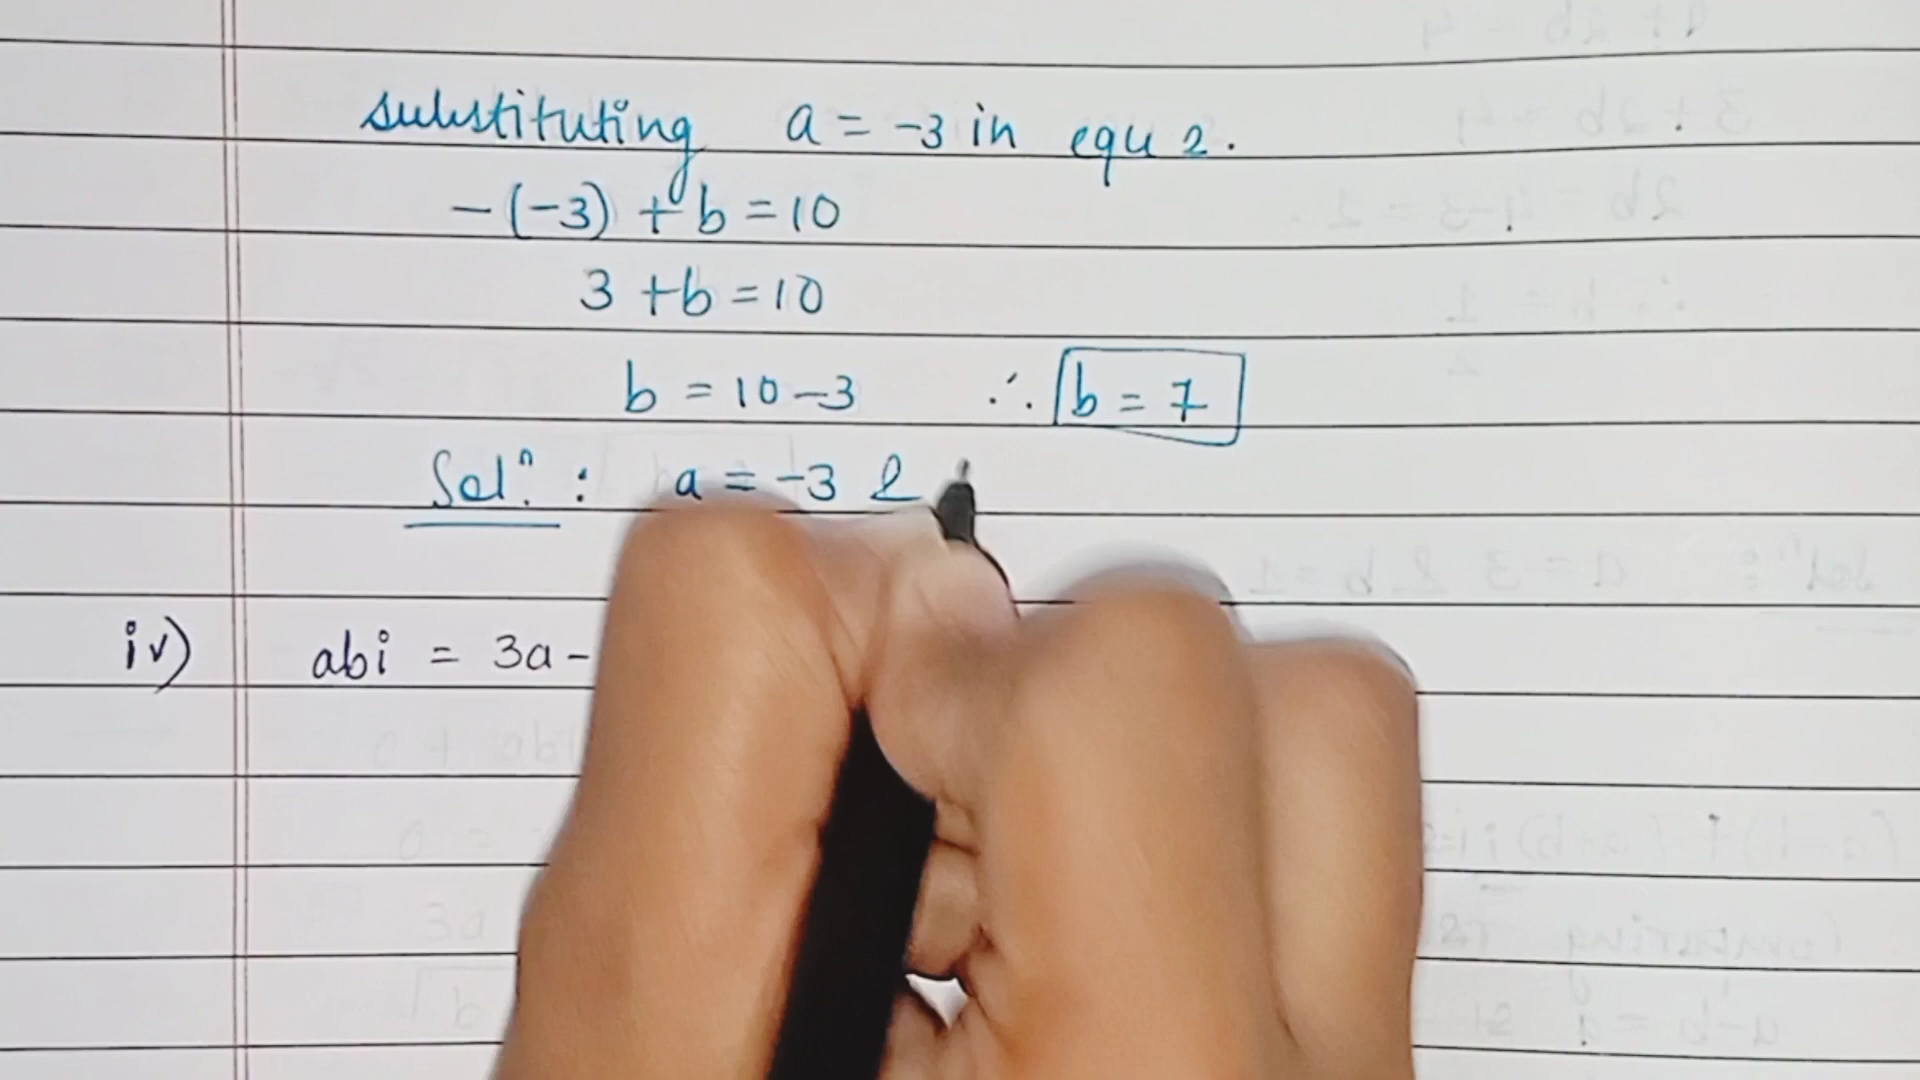 substituting a = -3 in equ 2.
-(-3) + b = 10
3 + b = 10
b = 10 - 3 ∴ b = 7
Solⁿ. : a = -3 &
iv) abi = 3a -